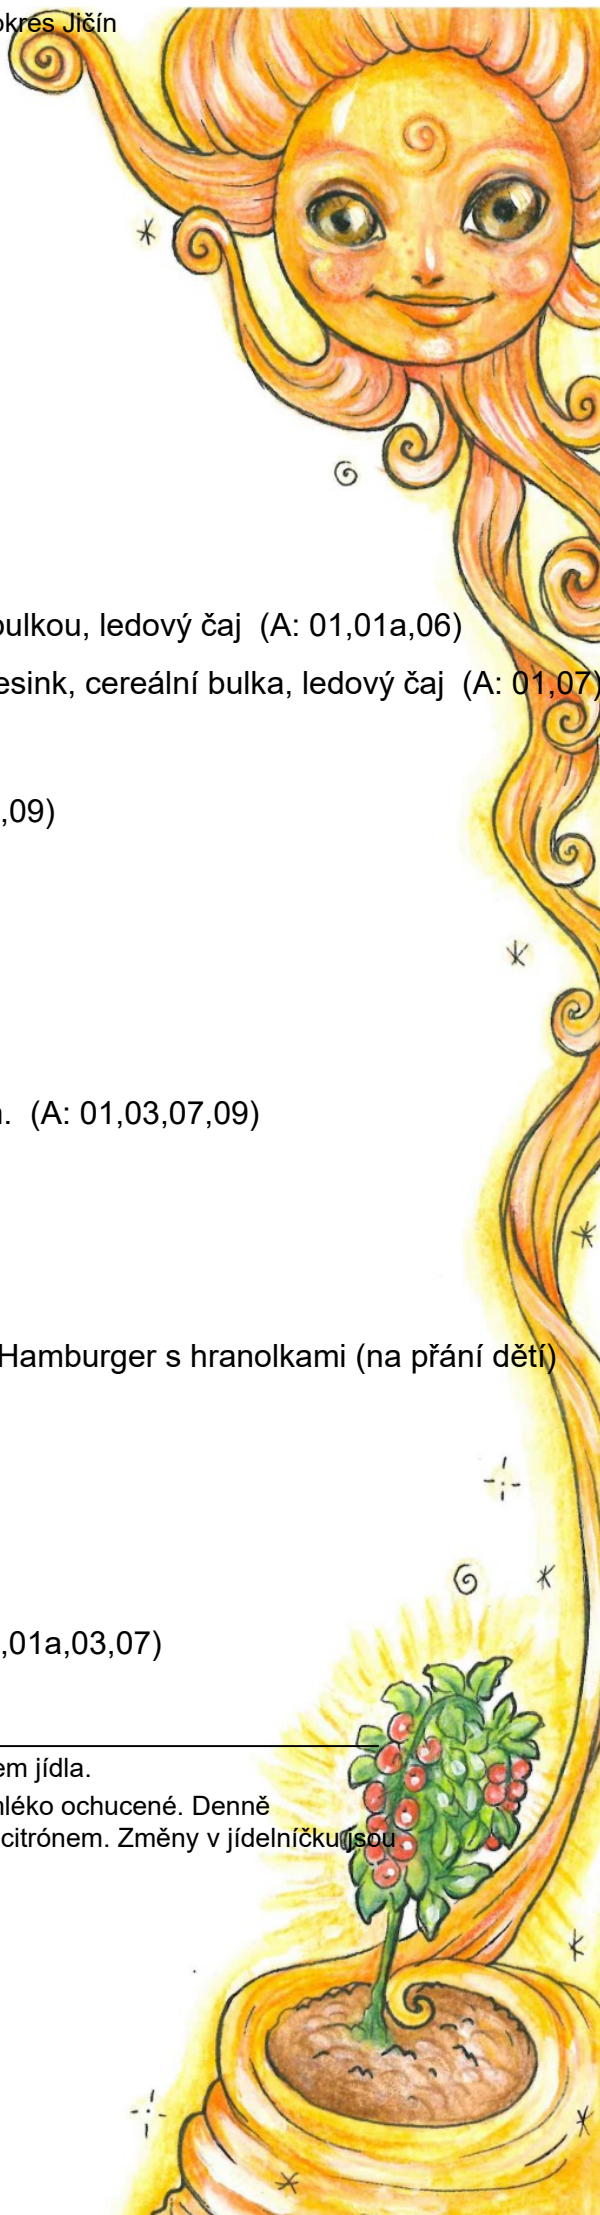 okres Jičín
bulkou, ledový čaj (A: 01,01a,06)
esink, cereální bulka, ledový čaj (A: 01,07)
,09)
. (A: 01,03,07,09)
Hamburger s hranolkami (na přání dětí)
,01a,03,07)
em jídla.
mléko ochucené. Denně
citrónem. Změny v jídelníčku jsou